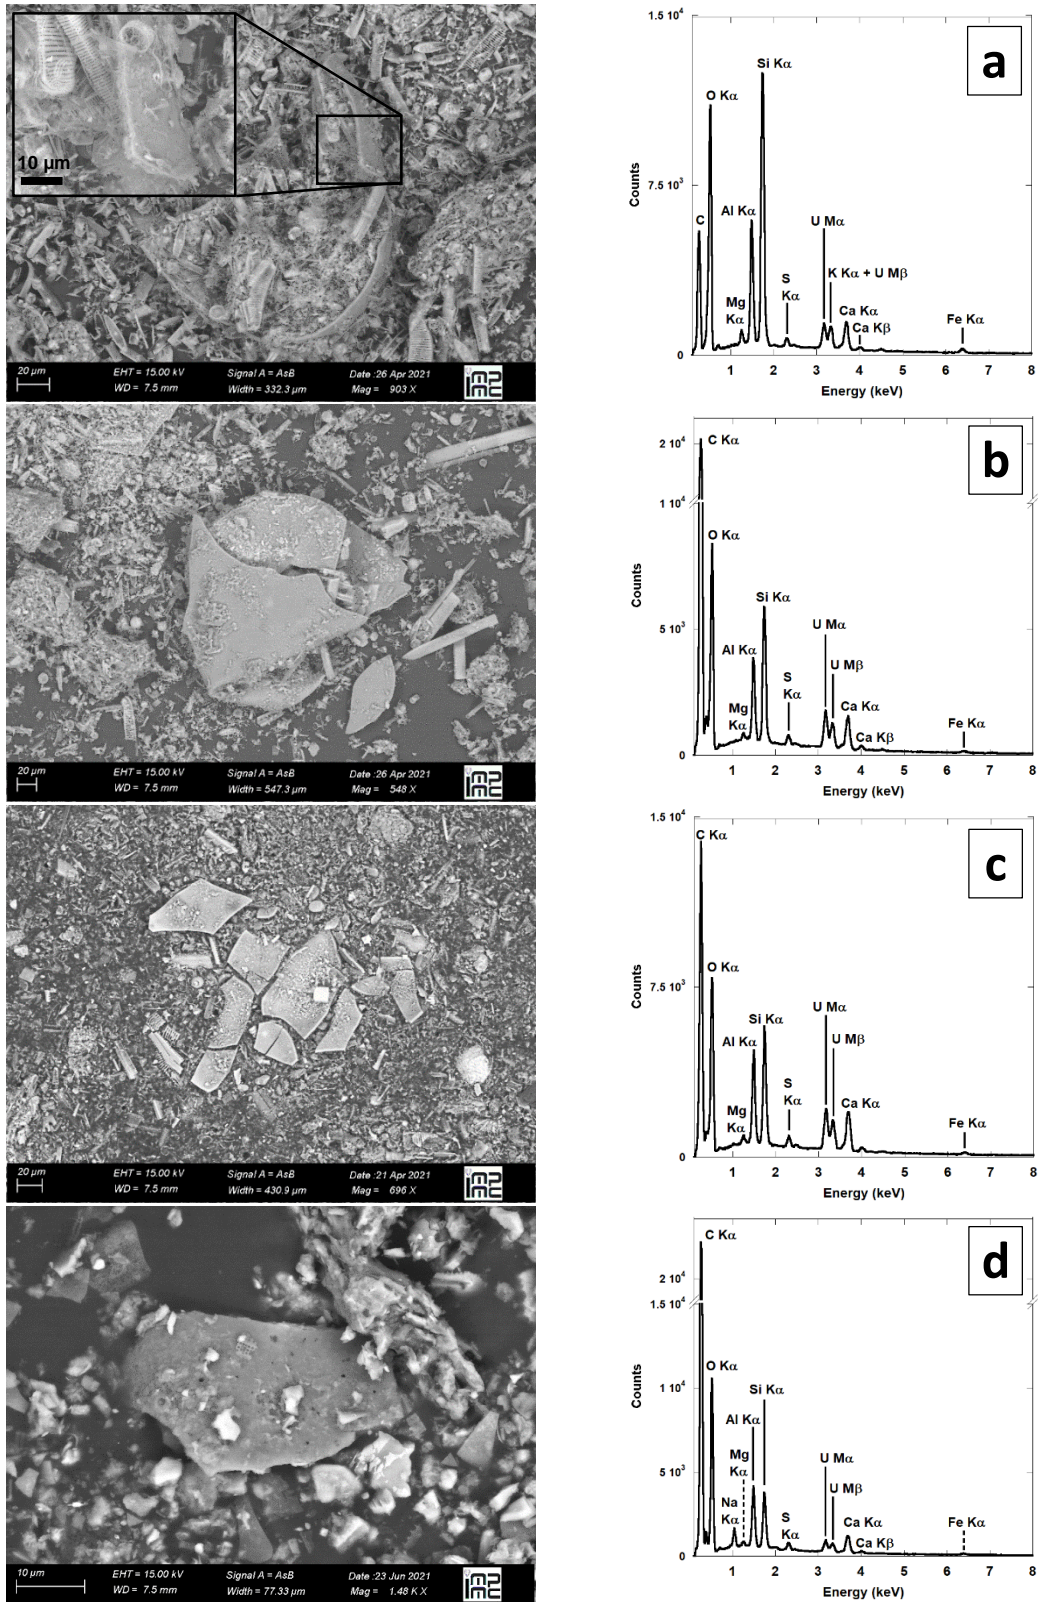 10 µm
20 µm
EHT = 15.00 kV
WD = 7.5 mm
Signal A = AsB
Width = 332.3 µm
Date :26 Apr 2021
Mag = 903 X
IMPMC
a
1.5 10⁴
7.5 10³
0
Counts
C
O Kα
Mg
Kα
Al Kα
Si Kα
S
Kα
U Mα
K Kα + U Mβ
Ca Kα
Ca Kβ
Fe Kα
1 2 3 4 5 6 7 8
Energy (keV)
20 µm
EHT = 15.00 kV
WD = 7.5 mm
Signal A = AsB
Width = 547.3 µm
Date :26 Apr 2021
Mag = 548 X
IMPMC
b
2 10⁴
1 10⁴
5 10³
0
Counts
C Kα
O Kα
Mg
Kα
Al Kα
Si Kα
S
Kα
U Mα
U Mβ
Ca Kα
Ca Kβ
Fe Kα
1 2 3 4 5 6 7 8
Energy (keV)
20 µm
EHT = 15.00 kV
WD = 7.5 mm
Signal A = AsB
Width = 430.9 µm
Date :21 Apr 2021
Mag = 696 X
IMPMC
c
1.5 10⁴
7.5 10³
0
Counts
C Kα
O Kα
Mg
Kα
Al Kα
Si Kα
S
Kα
U Mα
U Mβ
Ca Kα
Fe Kα
1 2 3 4 5 6 7 8
Energy (keV)
10 µm
EHT = 15.00 kV
WD = 7.5 mm
Signal A = AsB
Width = 77.33 µm
Date :23 Jun 2021
Mag = 1.48 K X
IMPMC
d
2 10⁴
1.5 10⁴
1 10⁴
5 10³
0
Counts
C Kα
O Kα
Na
Kα
Mg
Kα
Al Kα
Si Kα
S
Kα
U Mα
U Mβ
Ca Kα
Ca Kβ
Fe Kα
1 2 3 4 5 6 7 8
Energy (keV)